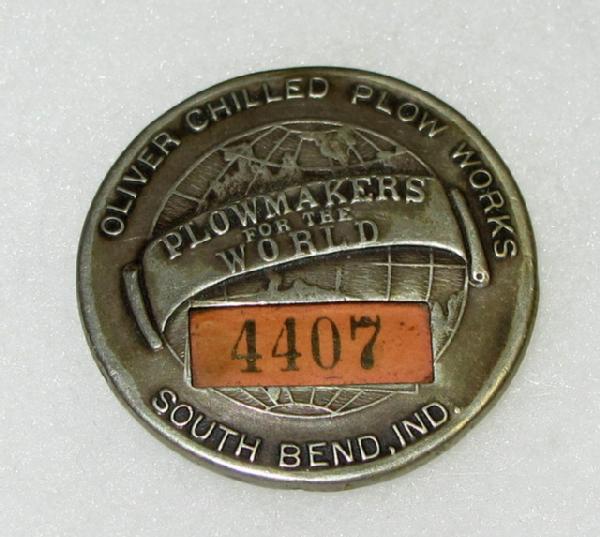 OLIVER CHILLED PLOW WORKS
PLOWMAKERS
FOR THE
WORLD
4407
SOUTH BEND, IND.